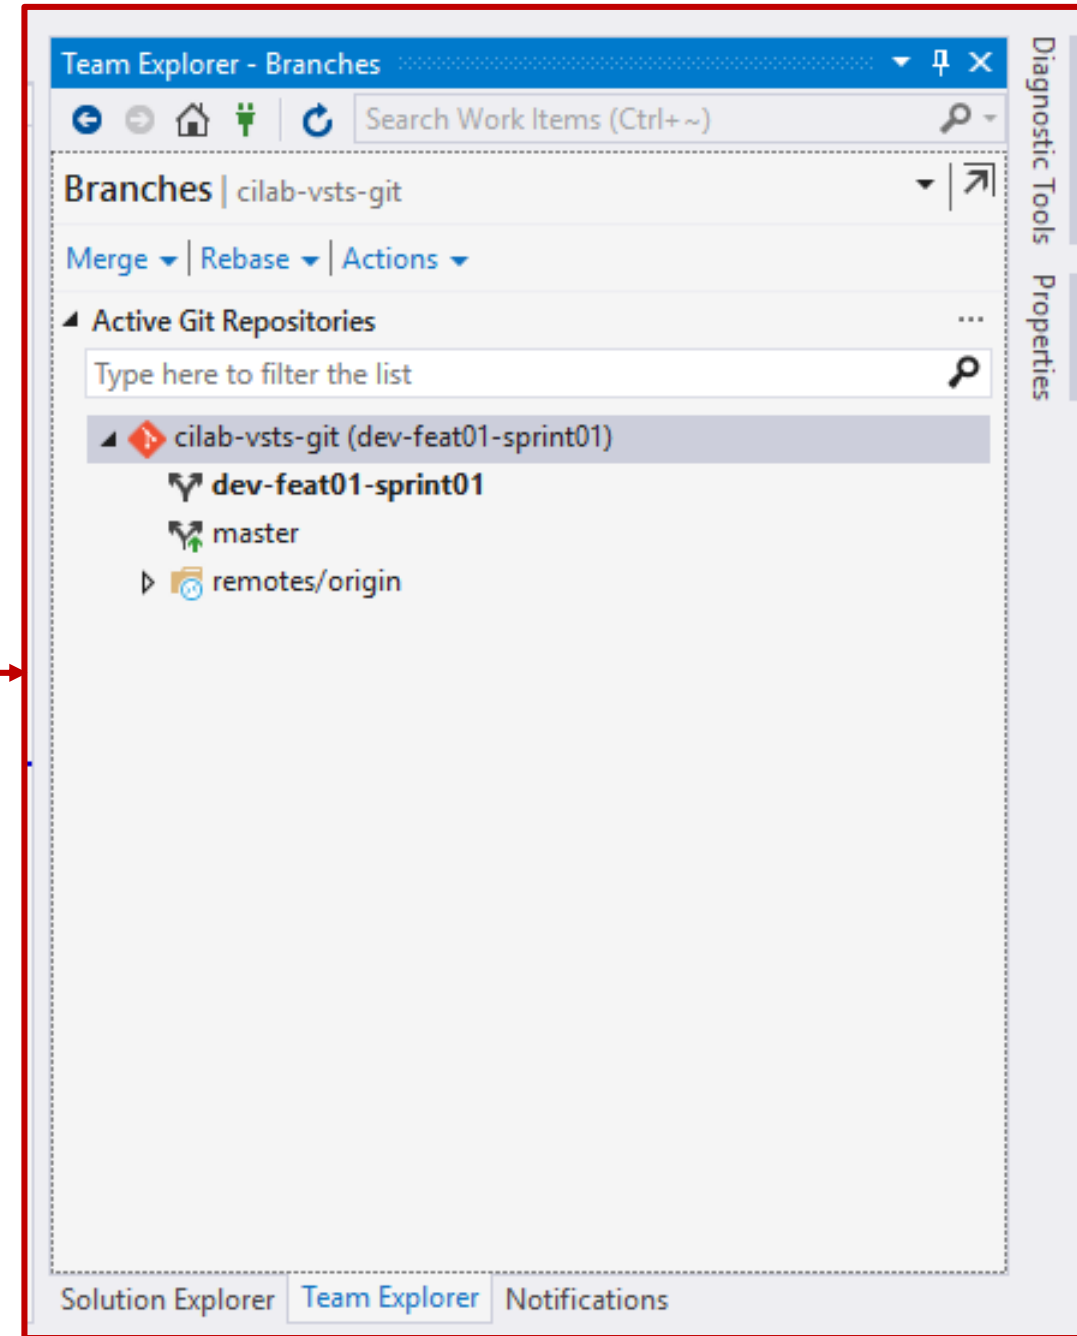 Team Explorer - Branches
Search Work Items (Ctrl+~)
Branches | cilab-vsts-git
Merge | Rebase | Actions
Active Git Repositories
...
Type here to filter the list
cilab-vsts-git (dev-feat01-sprint01)
dev-feat01-sprint01
master
remotes/origin
Solution Explorer Team Explorer Notifications
Diagnostic Tools
Properties